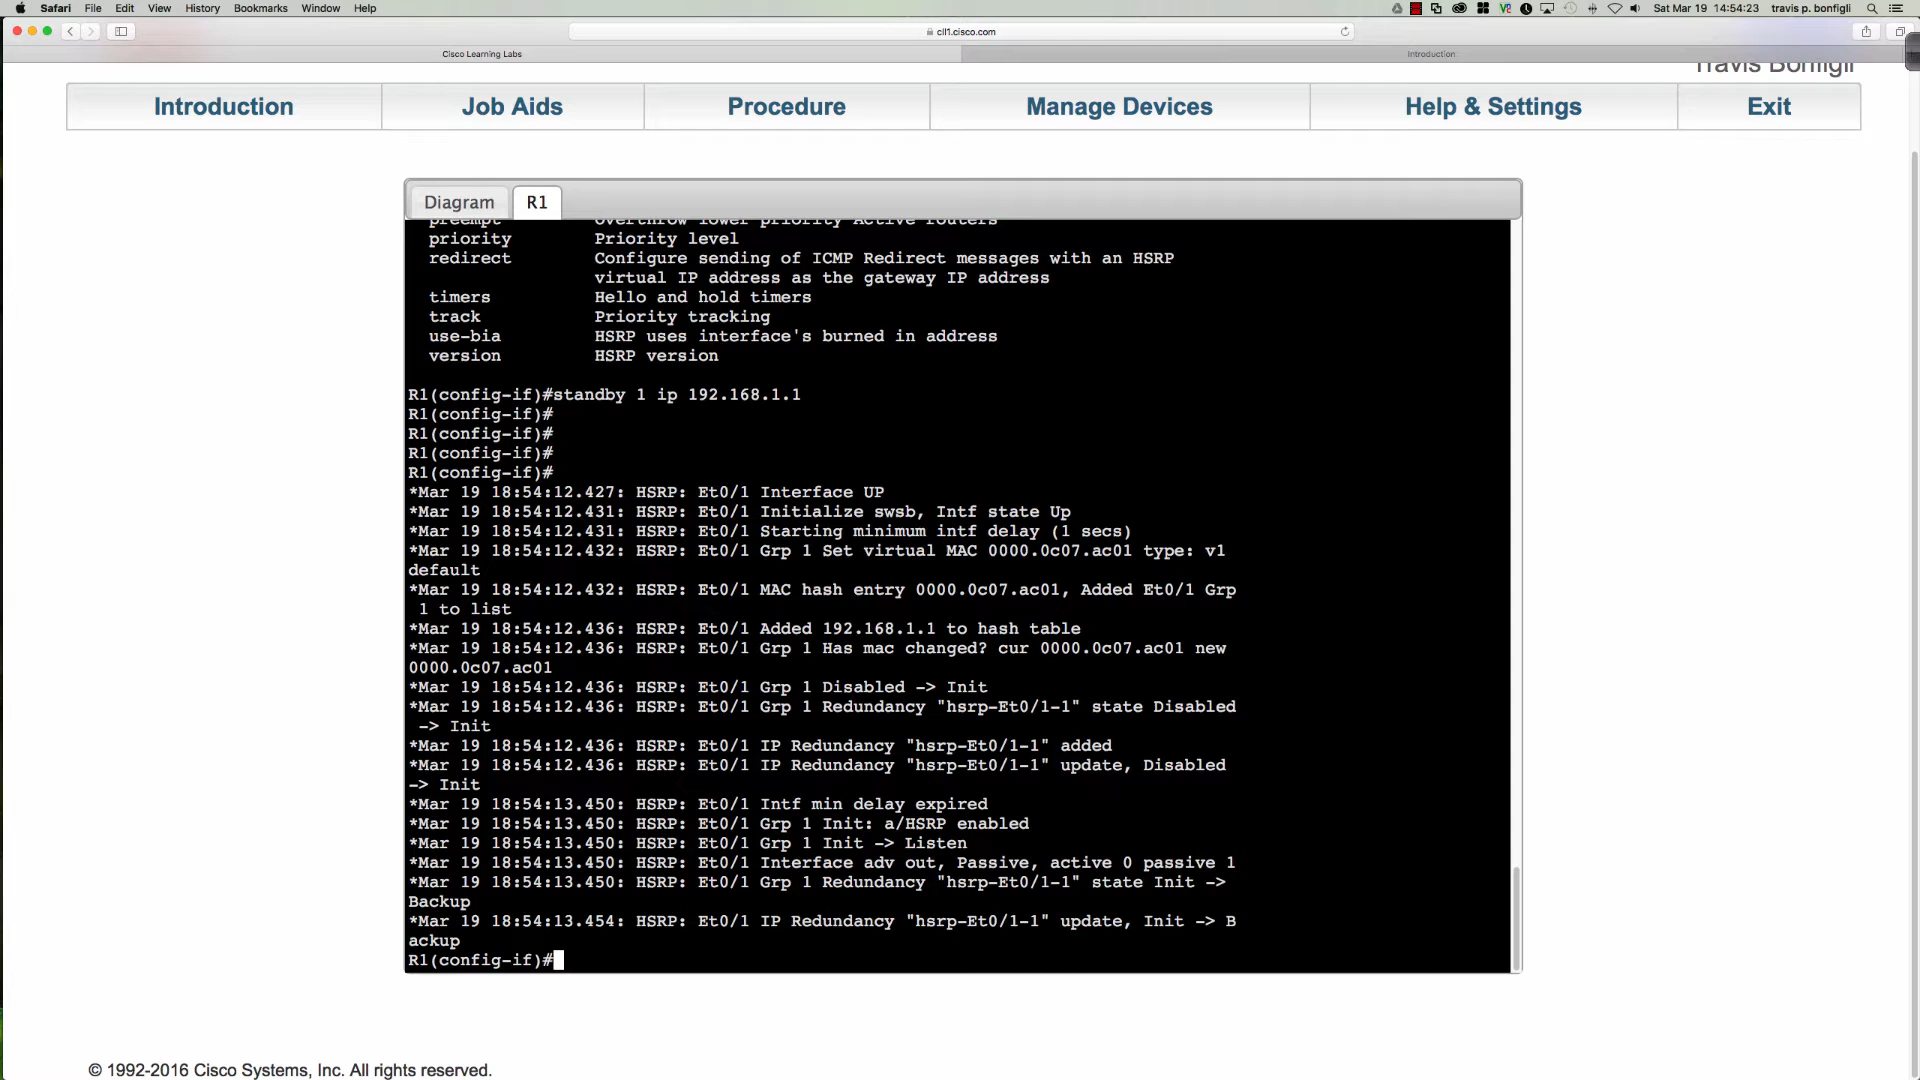 Safari File Edit View History Bookmarks Window Help
Sat Mar 19 14:54:23 travis p. bonfigli
cll1.cisco.com
Cisco Learning Labs
Introduction
Travis Bonfigli
Introduction
Job Aids
Procedure
Manage Devices
Help & Settings
Exit
Diagram
R1
preempt Overthrow lower priority Active routers
priority Priority level
redirect Configure sending of ICMP Redirect messages with an HSRP
virtual IP address as the gateway IP address
timers Hello and hold timers
track Priority tracking
use-bia HSRP uses interface's burned in address
version HSRP version
R1(config-if)#standby 1 ip 192.168.1.1
R1(config-if)#
R1(config-if)#
R1(config-if)#
R1(config-if)#
*Mar 19 18:54:12.427: HSRP: Et0/1 Interface UP
*Mar 19 18:54:12.431: HSRP: Et0/1 Initialize swsb, Intf state Up
*Mar 19 18:54:12.431: HSRP: Et0/1 Starting minimum intf delay (1 secs)
*Mar 19 18:54:12.432: HSRP: Et0/1 Grp 1 Set virtual MAC 0000.0c07.ac01 type: v1
default
*Mar 19 18:54:12.432: HSRP: Et0/1 MAC hash entry 0000.0c07.ac01, Added Et0/1 Grp
1 to list
*Mar 19 18:54:12.436: HSRP: Et0/1 Added 192.168.1.1 to hash table
*Mar 19 18:54:12.436: HSRP: Et0/1 Grp 1 Has mac changed? cur 0000.0c07.ac01 new
0000.0c07.ac01
*Mar 19 18:54:12.436: HSRP: Et0/1 Grp 1 Disabled -> Init
*Mar 19 18:54:12.436: HSRP: Et0/1 Grp 1 Redundancy "hsrp-Et0/1-1" state Disabled
-> Init
*Mar 19 18:54:12.436: HSRP: Et0/1 IP Redundancy "hsrp-Et0/1-1" added
*Mar 19 18:54:12.436: HSRP: Et0/1 IP Redundancy "hsrp-Et0/1-1" update, Disabled
-> Init
*Mar 19 18:54:13.450: HSRP: Et0/1 Intf min delay expired
*Mar 19 18:54:13.450: HSRP: Et0/1 Grp 1 Init: a/HSRP enabled
*Mar 19 18:54:13.450: HSRP: Et0/1 Grp 1 Init -> Listen
*Mar 19 18:54:13.450: HSRP: Et0/1 Interface adv out, Passive, active 0 passive 1
*Mar 19 18:54:13.450: HSRP: Et0/1 Grp 1 Redundancy "hsrp-Et0/1-1" state Init ->
Backup
*Mar 19 18:54:13.454: HSRP: Et0/1 IP Redundancy "hsrp-Et0/1-1" update, Init -> B
ackup
R1(config-if)#
© 1992-2016 Cisco Systems, Inc. All rights reserved.